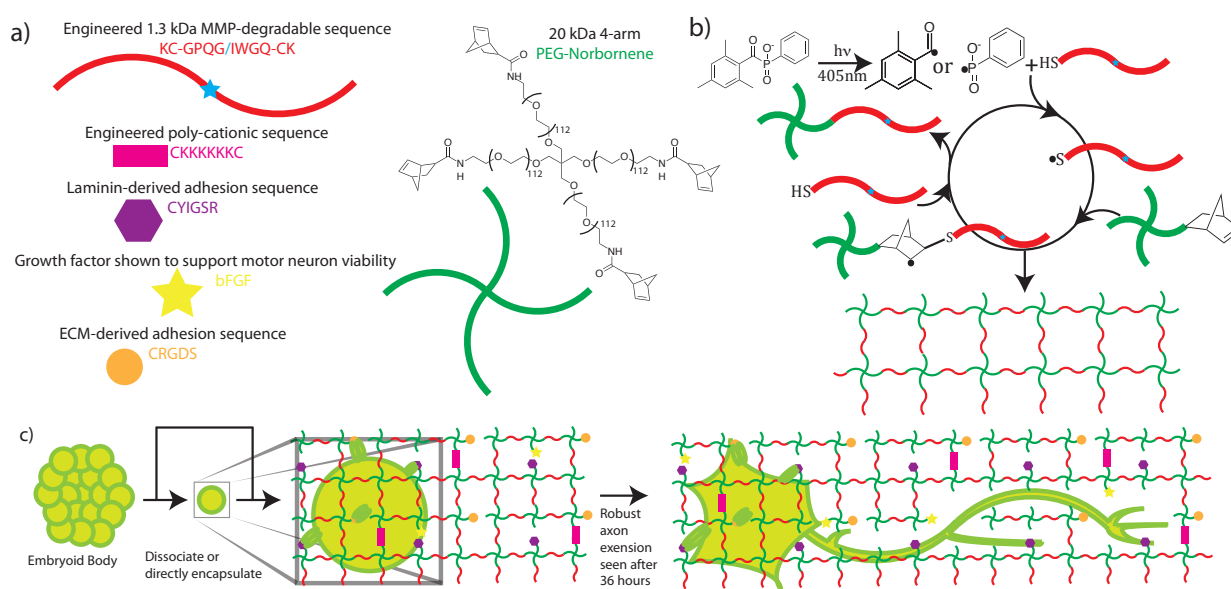 a)
Engineered 1.3 kDa MMP-degradable sequence
KC-GPQG/IWGQ-CK
Engineered poly-cationic sequence
CKKKKKKC
Laminin-derived adhesion sequence
CYIGSR
Growth factor shown to support motor neuron viability
bFGF
ECM-derived adhesion sequence
CRGDS
20 kDa 4-arm
PEG-Norbornene
O
HN
O
112
O
O
N
H
O
112
O
O
O
112
N
H
O
O
112
O
HN
O
b)
O
O-
P
O
hν
405nm
O
or
O-
P
O
+HS
•S
HS
S
c)
Embryoid Body
Dissociate or
directly encapsulate
Robust
axon
exension
seen after
36 hours